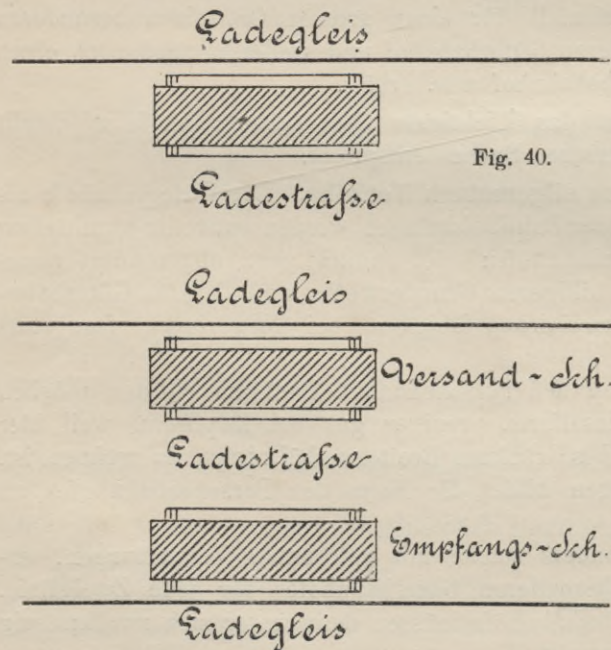 Ladegleis
Fig. 40.
Ladestraſse
Ladegleis
Versand-Sch.
Ladestraſse
Empfangs-Sch.
Ladegleis